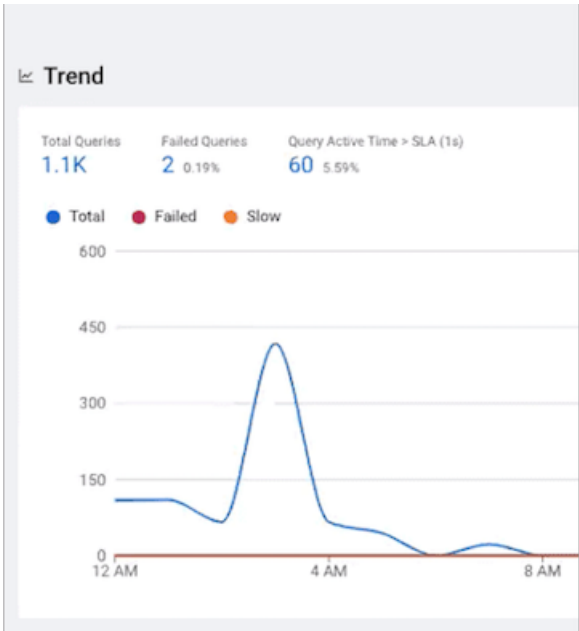 Trend
Total Queries Failed Queries Query Active Time > SLA (1s)
1.1K 2 0.19% 60 5.59%
Total Failed Slow
600
450
300
150
0
12 AM 4 AM 8 AM